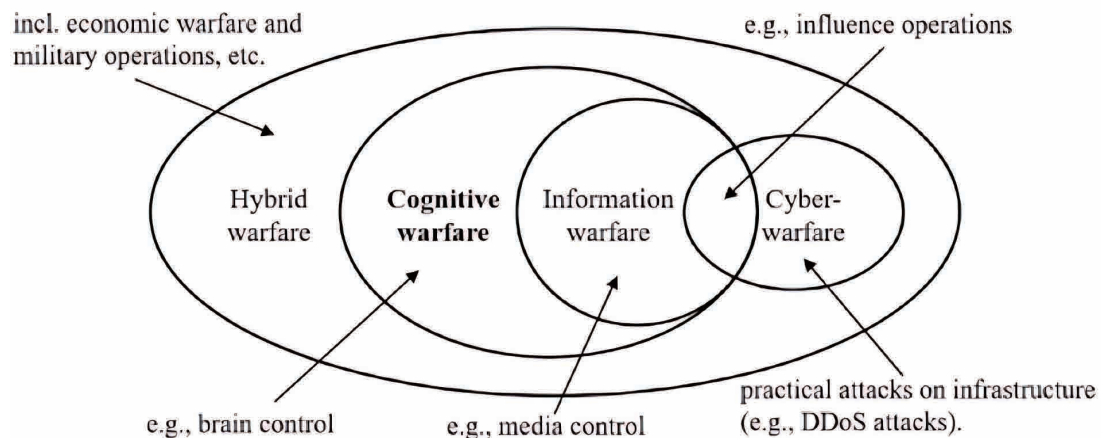 incl. economic warfare and
military operations, etc.
e.g., influence operations
Hybrid
warfare
Cognitive
warfare
Information
warfare
Cyber-
warfare
practical attacks on infrastructure
(e.g., DDoS attacks).
e.g., brain control
e.g., media control